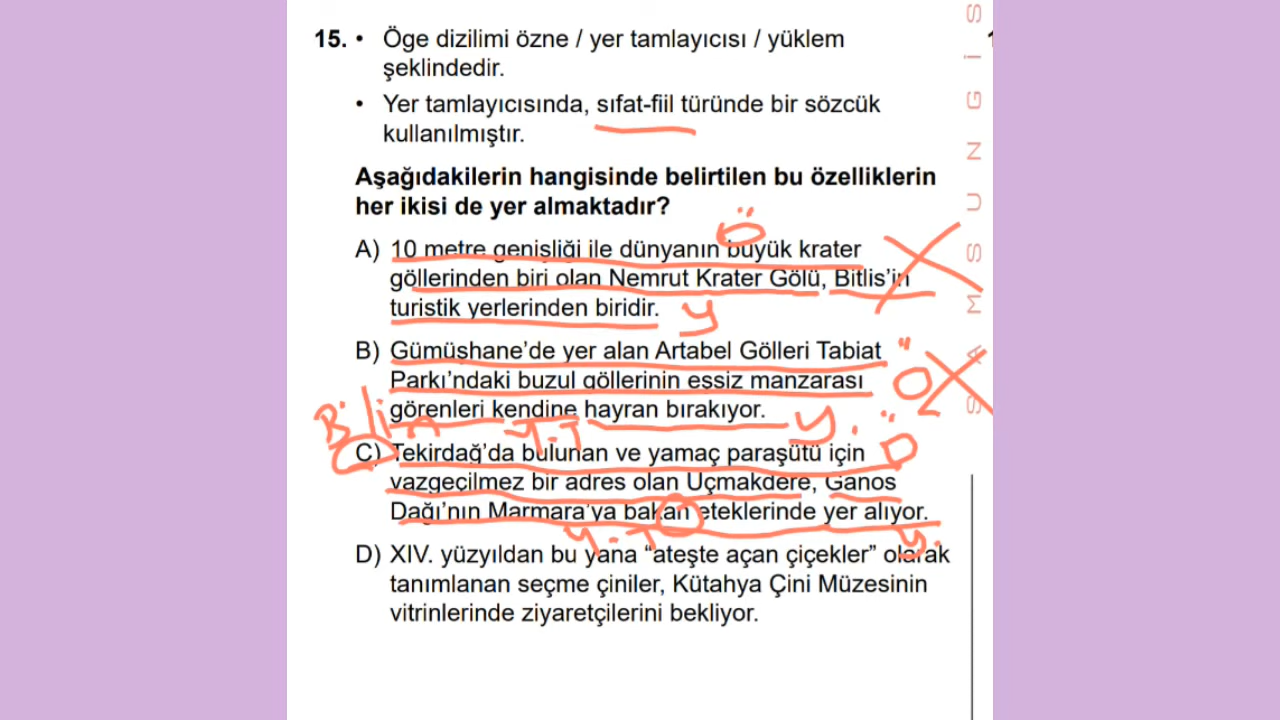 15. • Öge dizilimi özne / yer tamlayıcısı / yüklem
şeklindedir.
• Yer tamlayıcısında, sıfat-fiil türünde bir sözcük
kullanılmıştır.
Aşağıdakilerin hangisinde belirtilen bu özelliklerin
her ikisi de yer almaktadır?
Ö
A) 10 metre genişliği ile dünyanın büyük krater
göllerinden biri olan Nemrut Krater Gölü, Bitlis’in
turistik yerlerinden biridir. y
B) Gümüşhane’de yer alan Artabel Gölleri Tabiat
Parkı’ndaki buzul göllerinin eşsiz manzarası Ö
görenleri kendine hayran bırakıyor. y.
Bilin
Y.T
C) Tekirdağ’da bulunan ve yamaç paraşütü için Ö
vazgeçilmez bir adres olan Uçmakdere, Ganos
Dağı’nın Marmara’ya bakan eteklerinde yer alıyor.
y.T y.
D) XIV. yüzyıldan bu yana “ateşte açan çiçekler” olarak
tanımlanan seçme çiniler, Kütahya Çini Müzesinin
vitrinlerinde ziyaretçilerini bekliyor.
S A M S U N G İ S